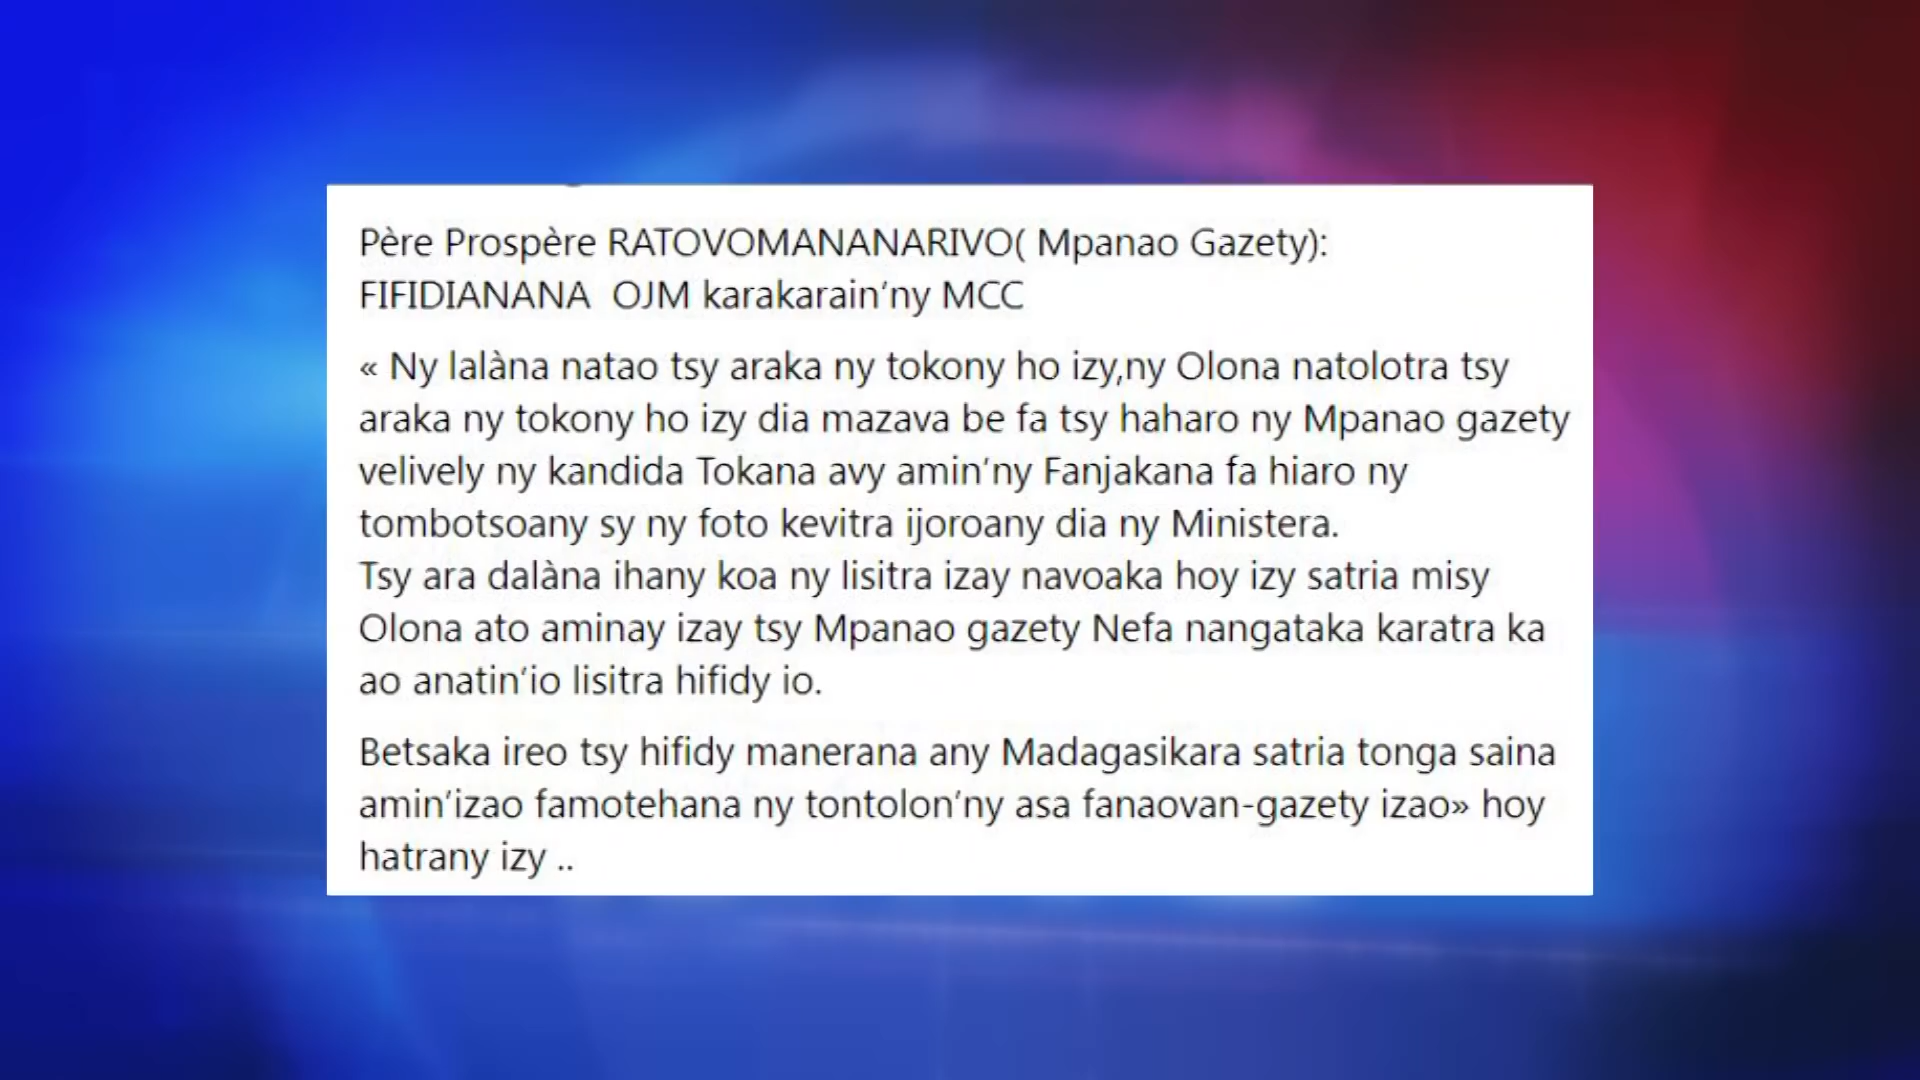 Père Prospère RATOVOMANANARIVO( Mpanao Gazety):
FIFIDIANANA  OJM karakarain’ny MCC
« Ny lalàna natao tsy araka ny tokony ho izy,ny Olona natolotra tsy
araka ny tokony ho izy dia mazava be fa tsy haharo ny Mpanao gazety
velively ny kandida Tokana avy amin’ny Fanjakana fa hiaro ny
tombotsoany sy ny foto kevitra ijoroany dia ny Ministera.
Tsy ara dalàna ihany koa ny lisitra izay navoaka hoy izy satria misy
Olona ato aminay izay tsy Mpanao gazety Nefa nangataka karatra ka
ao anatin’io lisitra hifidy io.
Betsaka ireo tsy hifidy manerana any Madagasikara satria tonga saina
amin’izao famotehana ny tontolon’ny asa fanaovan-gazety izao» hoy
hatrany izy ..